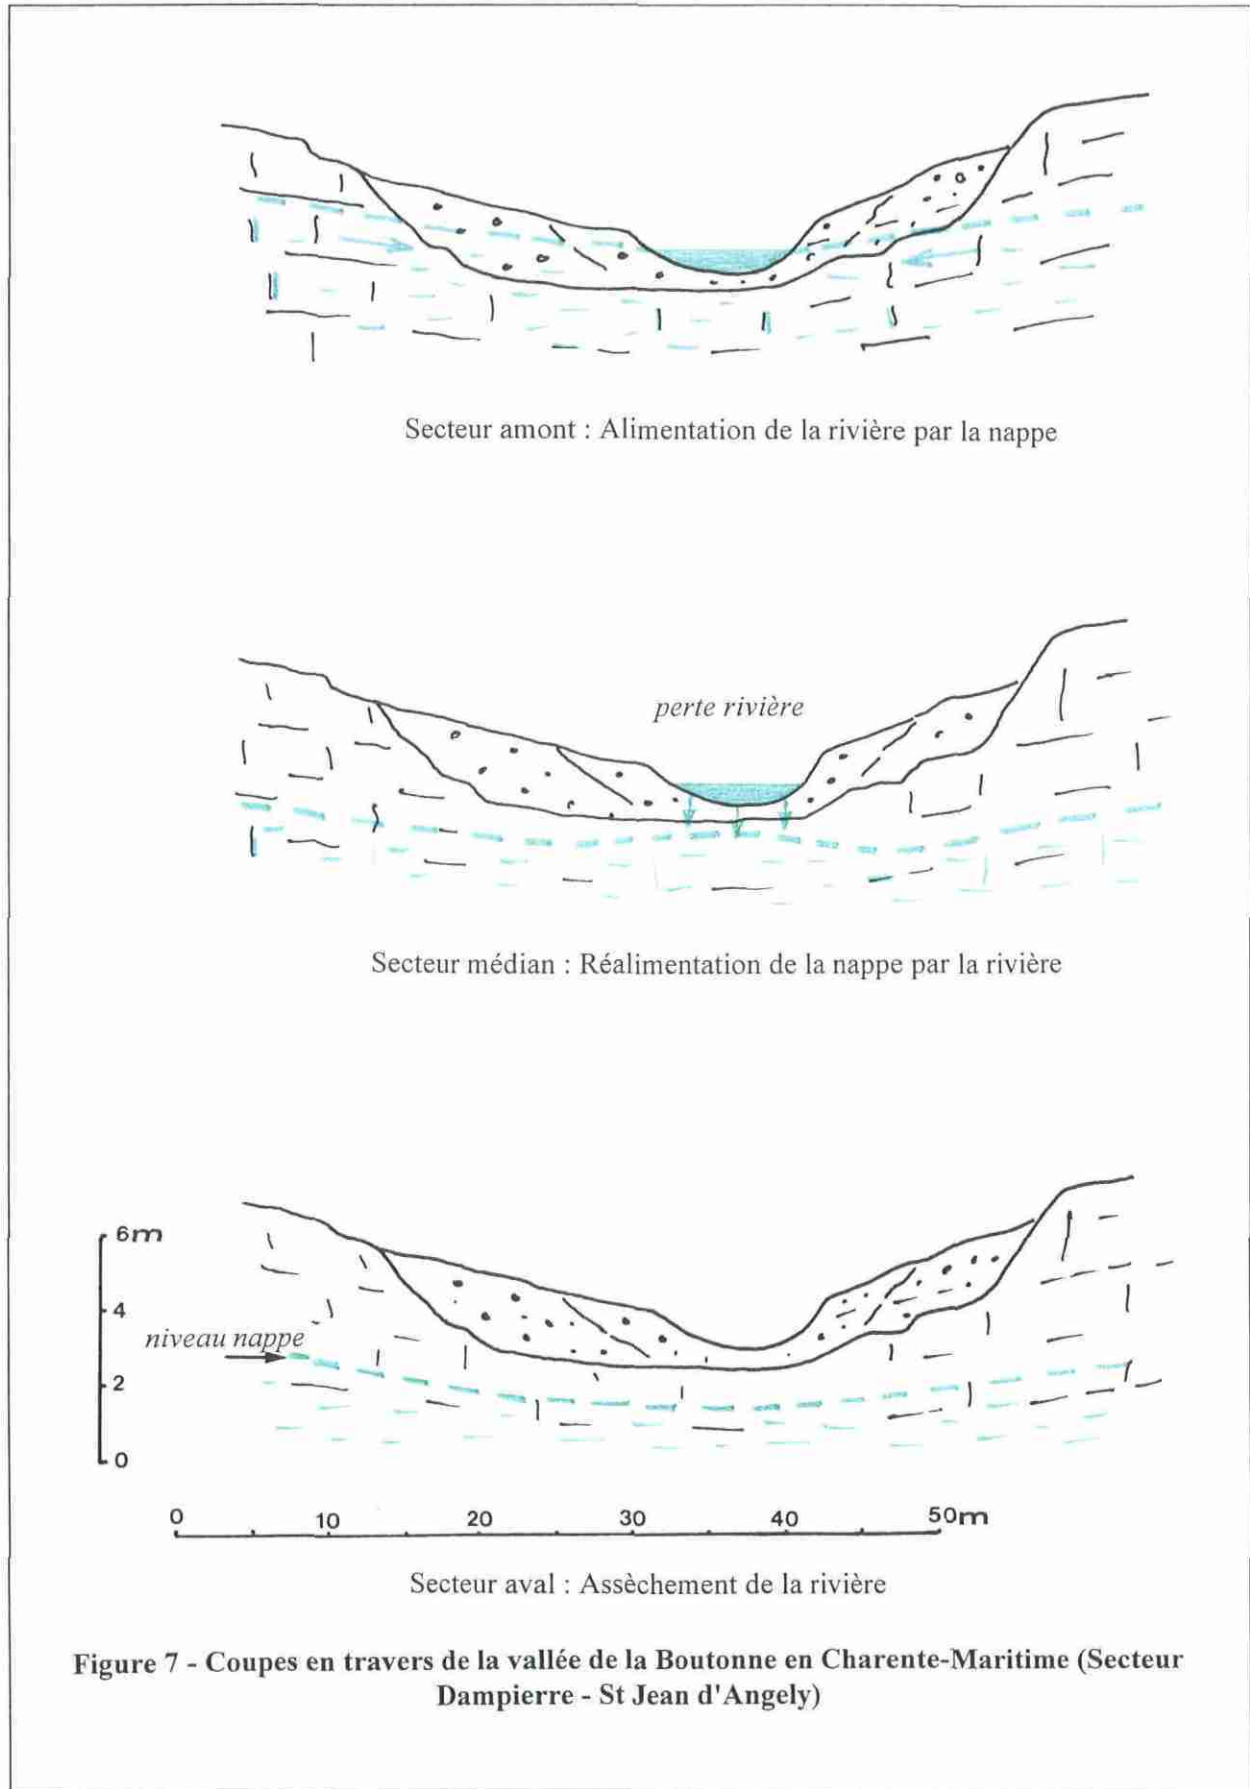 Secteur amont : Alimentation de la rivière par la nappe
perte rivière
Secteur médian : Réalimentation de la nappe par la rivière
6m
4
niveau nappe
2
0
0 10 20 30 40 50m
Secteur aval : Assèchement de la rivière
Figure 7 - Coupes en travers de la vallée de la Boutonne en Charente-Maritime (Secteur
Dampierre - St Jean d'Angely)